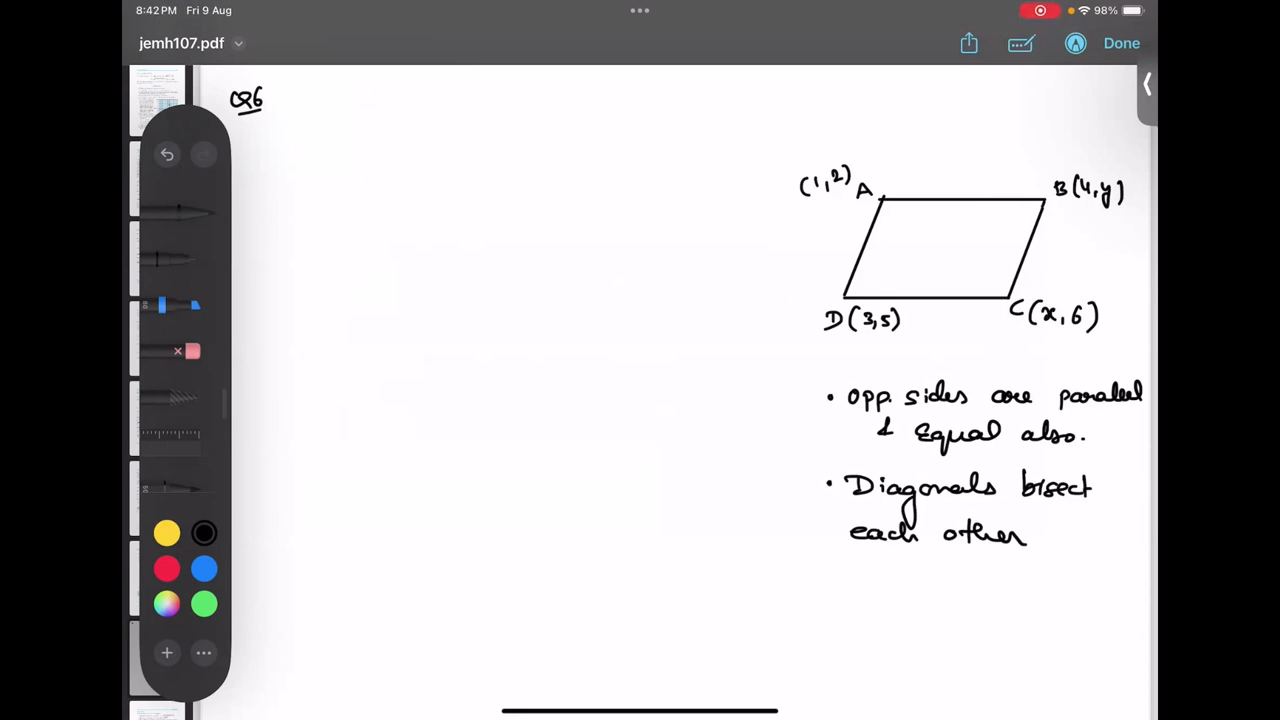 8:42 PM Fri 9 Aug
98%
jemh107.pdf
Done
Q6
(1,2) A
B(4,y)
D(3,5)
C(x,6)
• opp. sides are parallel
& Equal also.
• Diagonals bisect
each other